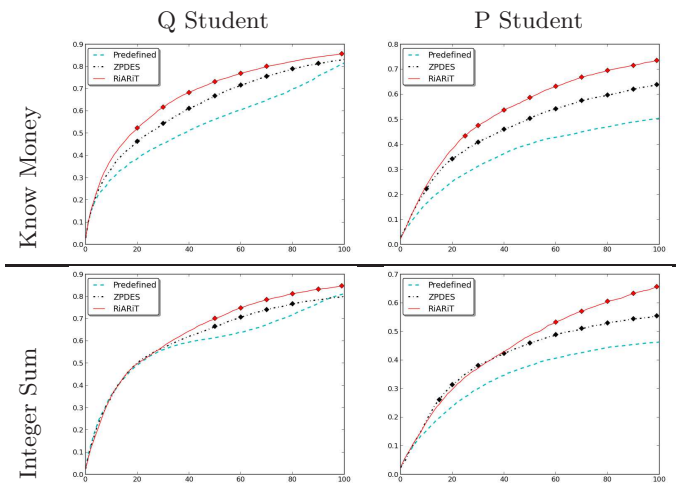 Q Student
P Student
Know Money
0.9
0.8
0.7
0.6
0.5
0.4
0.3
0.2
0.1
0.0
0 20 40 60 80 100
Predefined
ZPDES
RiARiT
0.8
0.7
0.6
0.5
0.4
0.3
0.2
0.1
0.0
0 20 40 60 80 100
Predefined
ZPDES
RiARiT
Integer Sum
0.9
0.8
0.7
0.6
0.5
0.4
0.3
0.2
0.1
0.0
0 20 40 60 80 100
Predefined
ZPDES
RiARiT
0.7
0.6
0.5
0.4
0.3
0.2
0.1
0.0
0 20 40 60 80 100
Predefined
ZPDES
RiARiT